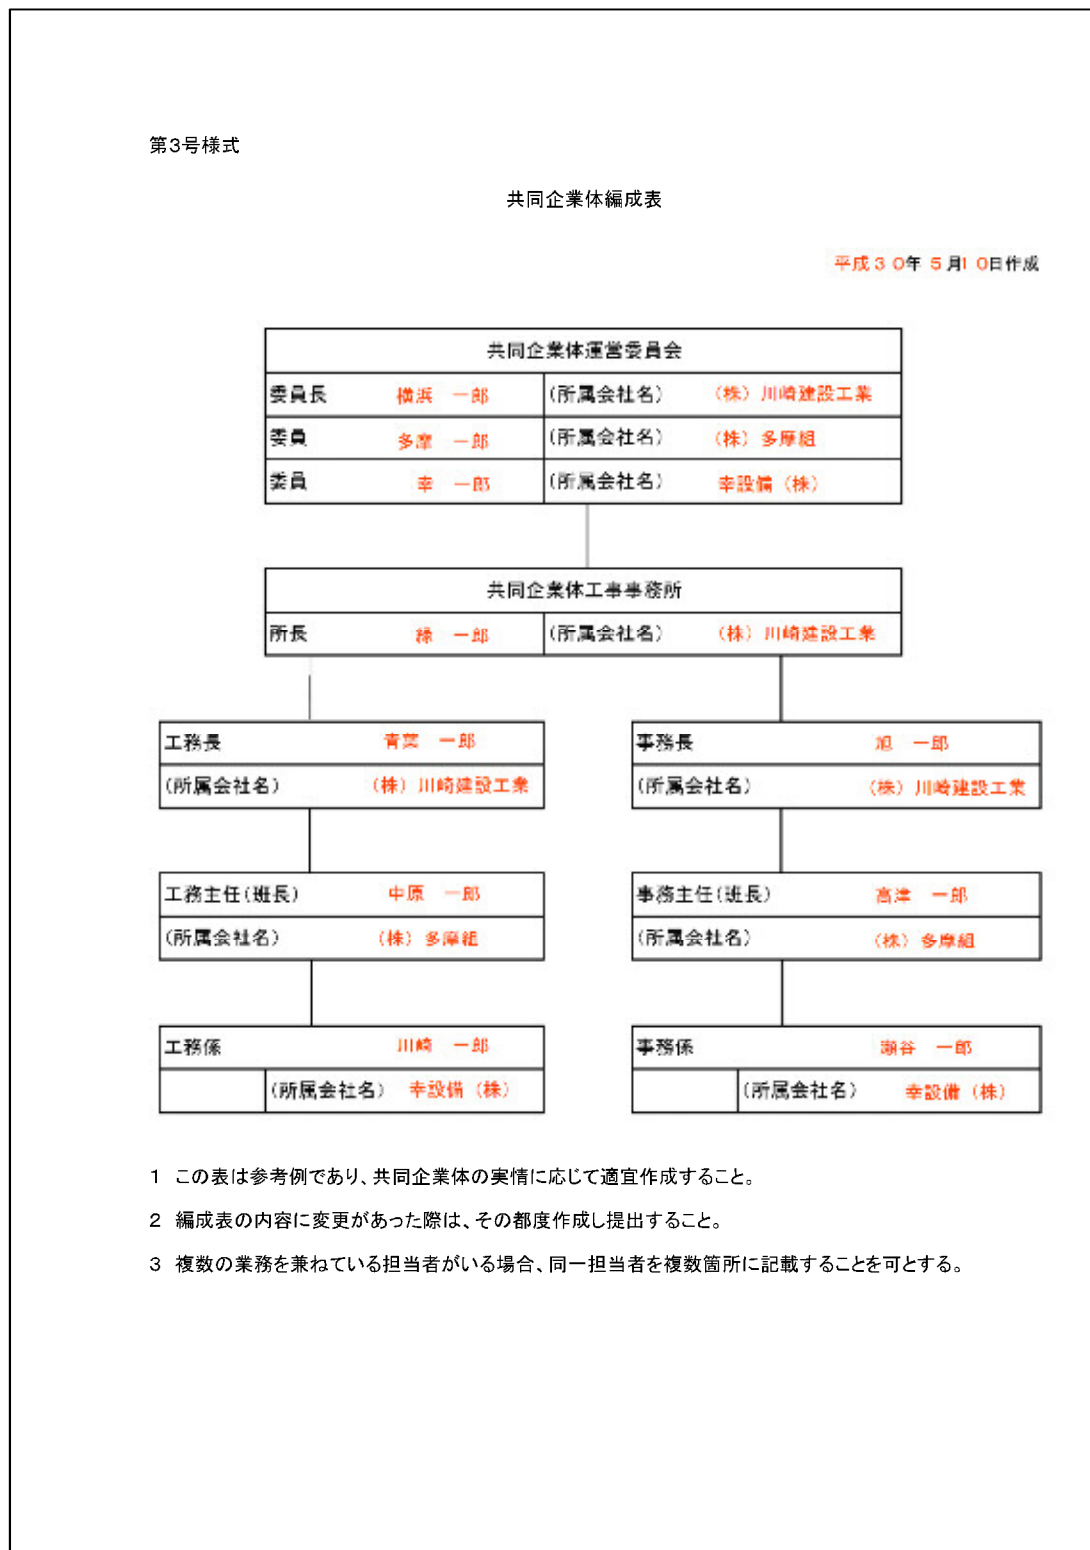 第3号様式
共同企業体編成表
平成30年5月10日作成
共同企業体運営委員会
委員長 横浜 一郎 (所属会社名) (株)川崎建設工業
委員 多摩 一郎 (所属会社名) (株)多摩組
委員 幸 一郎 (所属会社名) 幸設備(株)
共同企業体工事事務所
所長 緑 一郎 (所属会社名) (株)川崎建設工業
工務長 青葉 一郎
(所属会社名) (株)川崎建設工業
事務長 旭 一郎
(所属会社名) (株)川崎建設工業
工務主任(班長) 中原 一郎
(所属会社名) (株)多摩組
事務主任(班長)高津 一郎
(所属会社名) (株)多摩組
工務係 川崎 一郎
(所属会社名) 幸設備(株)
事務係 瀬谷 一郎
(所属会社名) 幸設備(株)
1 この表は参考例であり、共同企業体の実情に応じて適宜作成すること。
2 編成表の内容に変更があった際は、その都度作成し提出すること。
3 複数の業務を兼ねている担当者がいる場合、同一担当者を複数箇所に記載することを可とする。